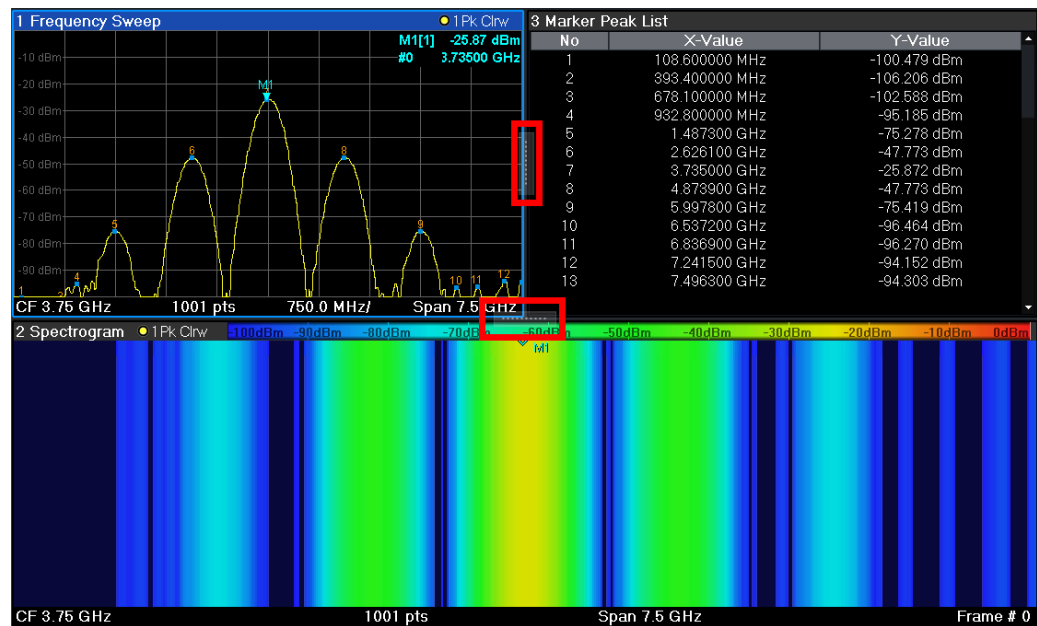 1 Frequency Sweep
1Pk Clrw
M1[1] -25.87 dBm
#0 3.73500 GHz
-10 dBm
M1
-20 dBm
-30 dBm
-40 dBm
6
8
-50 dBm
-60 dBm
-70 dBm
5
9
-80 dBm
-90 dBm
4
10 11 12
1
CF 3.75 GHz 1001 pts 750.0 MHz/ Span 7.5 GHz
3 Marker Peak List
No X-Value Y-Value
1 108.600000 MHz -100.479 dBm
2 393.400000 MHz -106.206 dBm
3 678.100000 MHz -102.588 dBm
4 932.800000 MHz -95.185 dBm
5 1.487300 GHz -75.278 dBm
6 2.626100 GHz -47.773 dBm
7 3.735000 GHz -25.872 dBm
8 4.873900 GHz -47.773 dBm
9 5.997800 GHz -75.419 dBm
10 6.537200 GHz -96.464 dBm
11 6.836900 GHz -96.270 dBm
12 7.241500 GHz -94.152 dBm
13 7.496300 GHz -94.303 dBm
2 Spectrogram 1Pk Clrw -100dBm -90dBm -80dBm -70dBm -60dBm -50dBm -40dBm -30dBm -20dBm -10dBm 0dBm
M1
CF 3.75 GHz 1001 pts Span 7.5 GHz Frame # 0